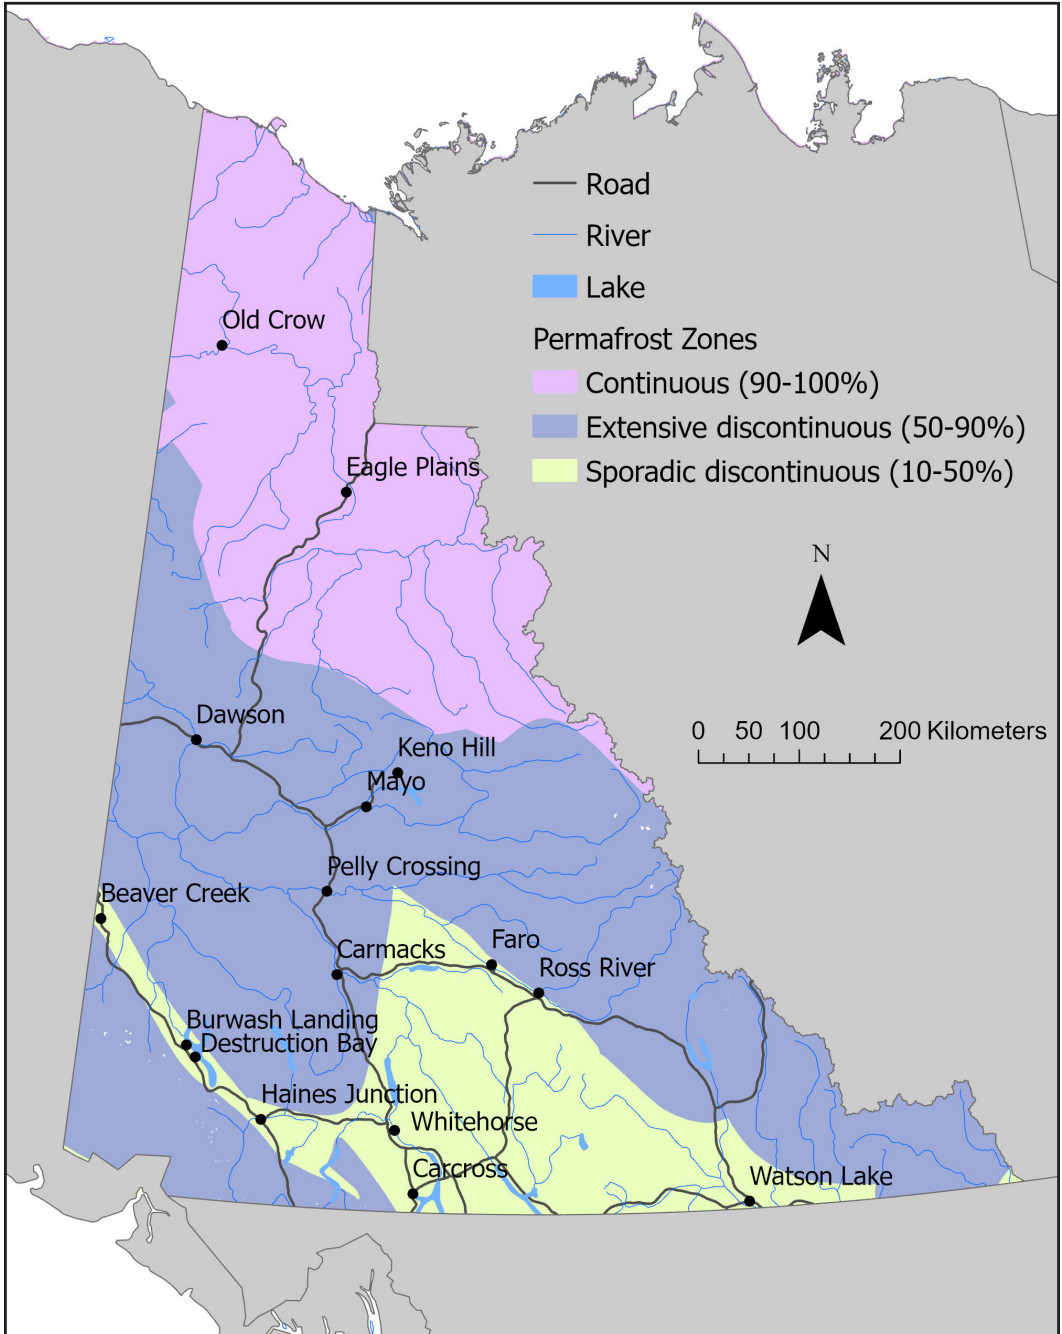 Road
River
Lake
Old Crow
Permafrost Zones
Continuous (90-100%)
Extensive discontinuous (50-90%)
Eagle Plains
Sporadic discontinuous (10-50%)
N
Dawson
0 50 100 200 Kilometers
Keno Hill
Mayo
Pelly Crossing
Beaver Creek
Faro
Carmacks
Ross River
Burwash Landing
Destruction Bay
Haines Junction
Whitehorse
Carcross
Watson Lake